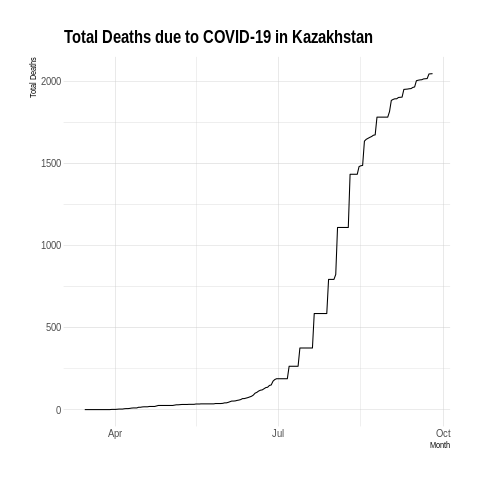 Total Deaths due to COVID-19 in Kazakhstan
Total Deaths
2000
1500
1000
500
0
Apr
Jul
Oct
Month